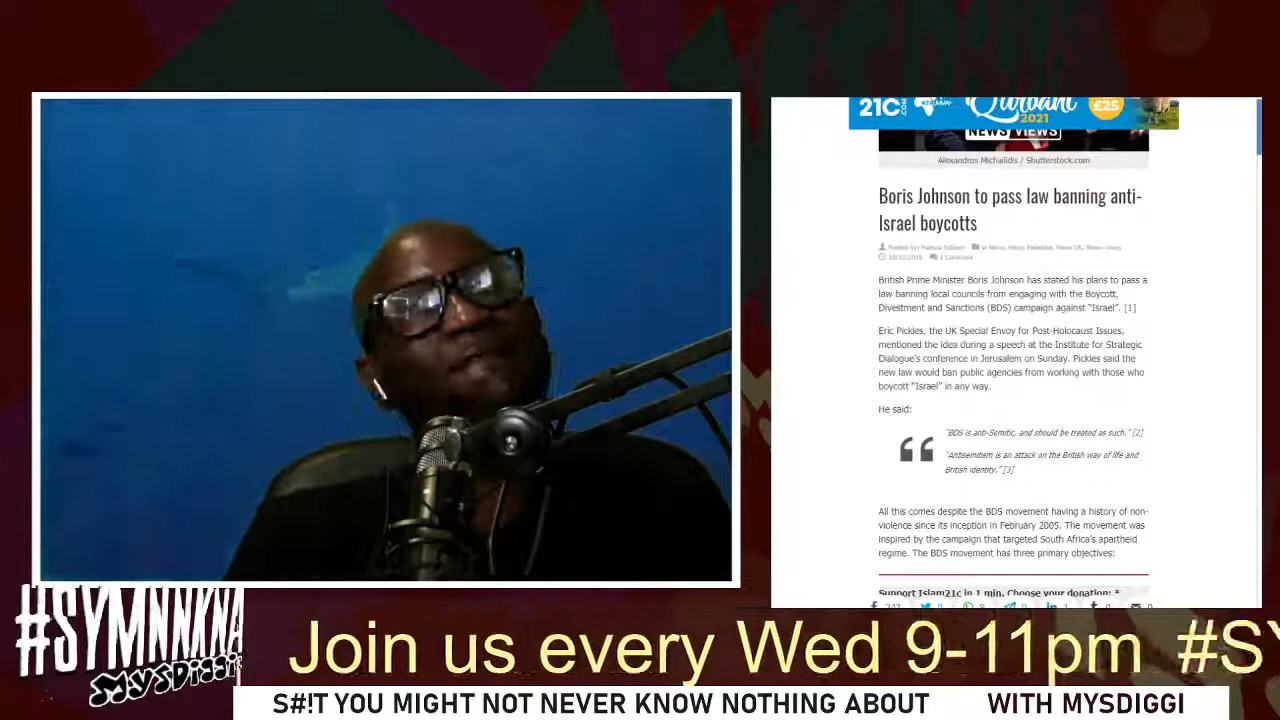 21C.COM
Qurbani
2021
£25
NEWS VIEWS
Alexandros Michailidis / Shutterstock.com
Boris Johnson to pass law banning anti-
Israel boycotts
10/12/2019 1 Comment
British Prime Minister Boris Johnson has stated his plans to pass a
law banning local councils from engaging with the Boycott,
Divestment and Sanctions (BDS) campaign against "Israel". [1]
Eric Pickles, the UK Special Envoy for Post-Holocaust Issues,
mentioned the idea during a speech at the Institute for Strategic
Dialogue's conference in Jerusalem on Sunday. Pickles said the
new law would ban public agencies from working with those who
boycott "Israel" in any way.
He said:
"BDS is anti-Semitic, and should be treated as such." [2]
"Antisemitism is an attack on the British way of life and
British identity." [3]
All this comes despite the BDS movement having a history of non-
violence since its inception in February 2005. The movement was
inspired by the campaign that targeted South Africa's apartheid
regime. The BDS movement has three primary objectives:
Support Islam21c in 1 min. Choose your donation: *
#SYMNNKNA
MYSDIGGI
Join us every Wed 9-11pm #SY
S#!T YOU MIGHT NOT NEVER KNOW NOTHING ABOUT WITH MYSDIGGI